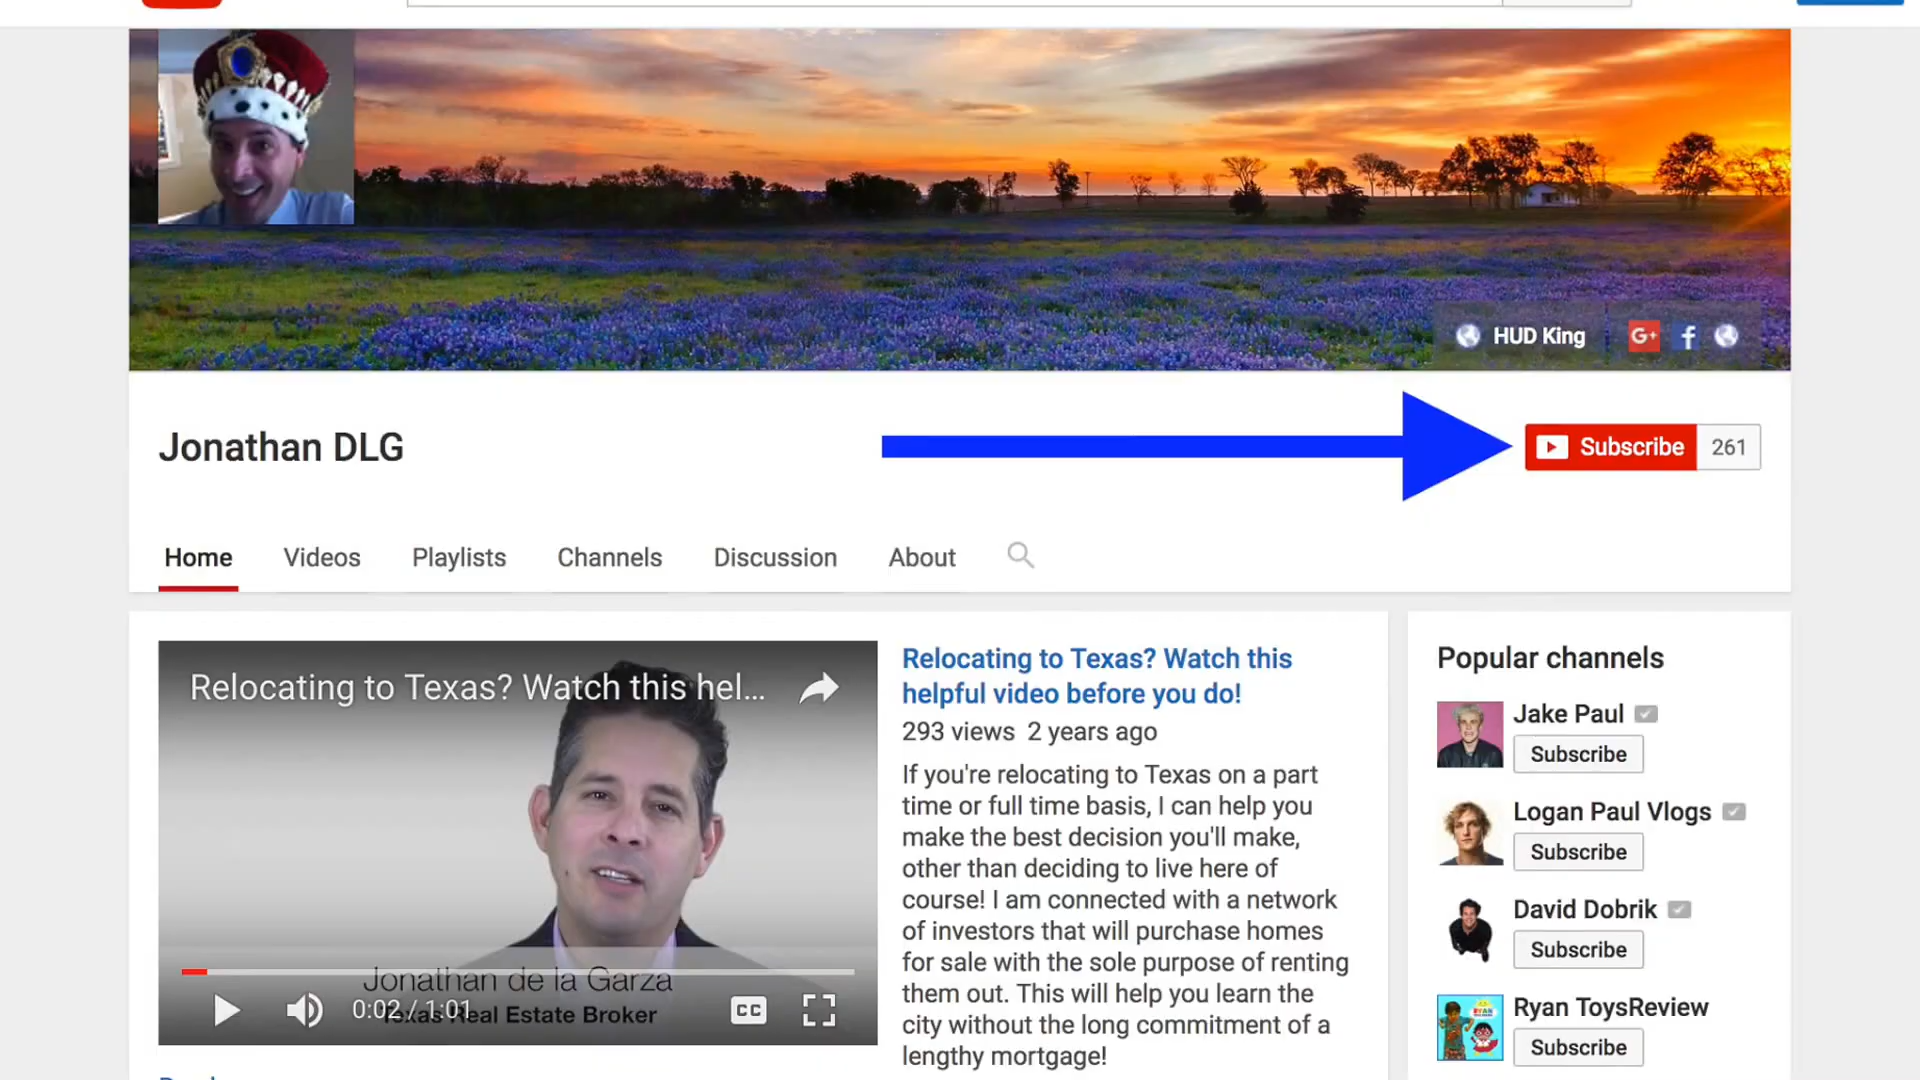 HUD King
G+ f
Jonathan DLG
Subscribe 261
Home Videos Playlists Channels Discussion About
Relocating to Texas? Watch this hel...
Jonathan de la Garza
0:02 / 1:01
Texas Real Estate Broker
CC
Relocating to Texas? Watch this
helpful video before you do!
293 views 2 years ago
If you're relocating to Texas on a part
time or full time basis, I can help you
make the best decision you'll make,
other than deciding to live here of
course! I am connected with a network
of investors that will purchase homes
for sale with the sole purpose of renting
them out. This will help you learn the
city without the long commitment of a
lengthy mortgage!
Popular channels
Jake Paul
Subscribe
Logan Paul Vlogs
Subscribe
David Dobrik
Subscribe
RYAN
Ryan ToysReview
Subscribe